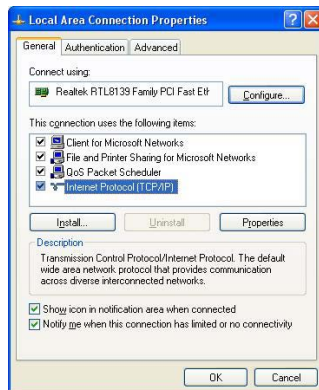 Local Area Connection Properties
General Authentication Advanced
Connect using:
Realtek RTL8139 Family PCI Fast Eth
Configure...
This connection uses the following items:
Client for Microsoft Networks
File and Printer Sharing for Microsoft Networks
QoS Packet Scheduler
Internet Protocol (TCP/IP)
Install... Uninstall Properties
Description
Transmission Control Protocol/Internet Protocol. The default
wide area network protocol that provides communication
across diverse interconnected networks.
Show icon in notification area when connected
Notify me when this connection has limited or no connectivity
OK Cancel